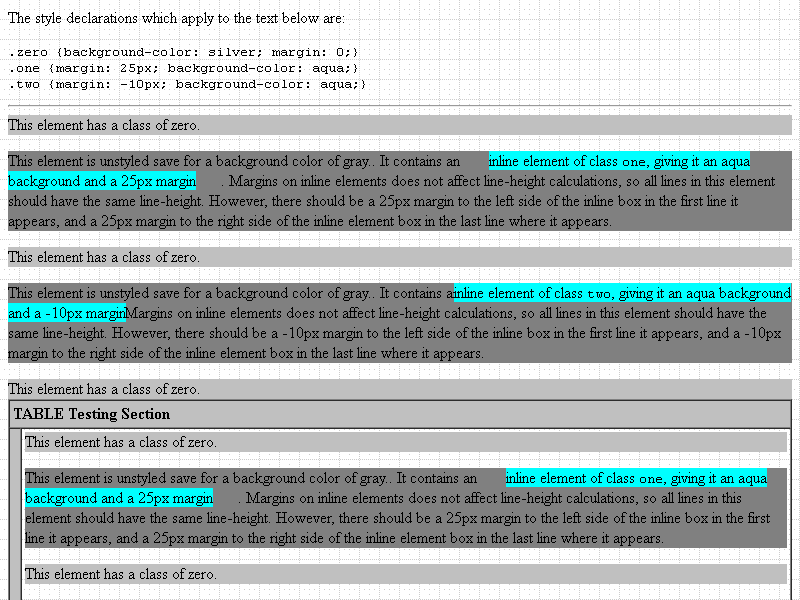 The style declarations which apply to the text below are:
.zero {background-color: silver; margin: 0;}
.one {margin: 25px; background-color: aqua;}
.two {margin: -10px; background-color: aqua;}
This element has a class of zero.
This element is unstyled save for a background color of gray.. It contains an inline element of class one, giving it an aqua
background and a 25px margin. Margins on inline elements does not affect line-height calculations, so all lines in this element
should have the same line-height. However, there should be a 25px margin to the left side of the inline box in the first line it
appears, and a 25px margin to the right side of the inline element box in the last line where it appears.
This element has a class of zero.
This element is unstyled save for a background color of gray.. It contains a inline element of class two, giving it an aqua background
and a -10px margin Margins on inline elements does not affect line-height calculations, so all lines in this element should have the
same line-height. However, there should be a -10px margin to the left side of the inline box in the first line it appears, and a -10px
margin to the right side of the inline element box in the last line where it appears.
This element has a class of zero.
TABLE Testing Section
This element has a class of zero.
This element is unstyled save for a background color of gray.. It contains an inline element of class one, giving it an aqua
background and a 25px margin. Margins on inline elements does not affect line-height calculations, so all lines in this
element should have the same line-height. However, there should be a 25px margin to the left side of the inline box in the first
line it appears, and a 25px margin to the right side of the inline element box in the last line where it appears.
This element has a class of zero.